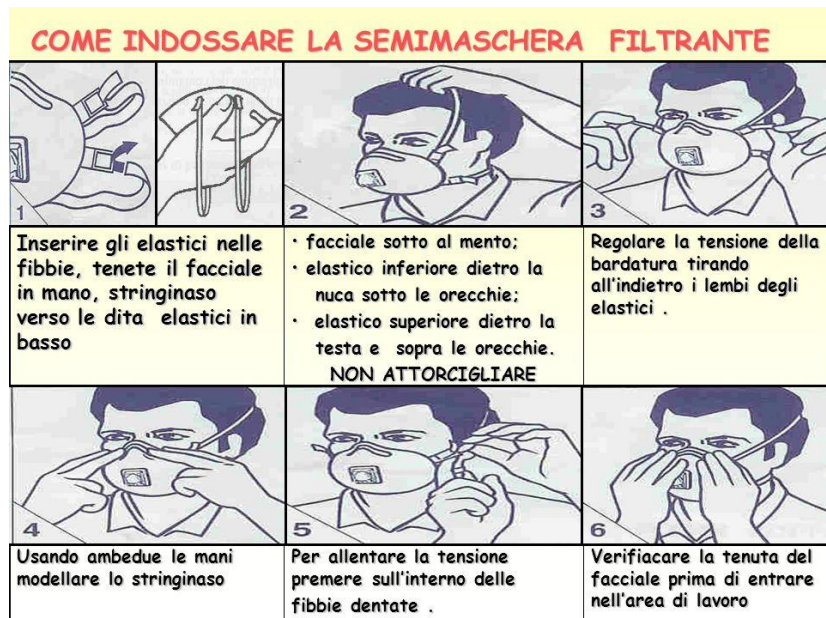 COME INDOSSARE LA SEMIMASCHERA FILTRANTE
1
2
3
Inserire gli elastici nelle
fibbie, tenete il facciale
in mano, stringinaso
verso le dita elastici in
basso
· facciale sotto al mento;
· elastico inferiore dietro la
nuca sotto le orecchie;
· elastico superiore dietro la
testa e sopra le orecchie.
NON ATTORCIGLIARE
Regolare la tensione della
bardatura tirando
all'indietro i lembi degli
elastici .
4
5
6
Usando ambedue le mani
modellare lo stringinaso
Per allentare la tensione
premere sull'interno delle
fibbie dentate .
Verifiacare la tenuta del
facciale prima di entrare
nell'area di lavoro